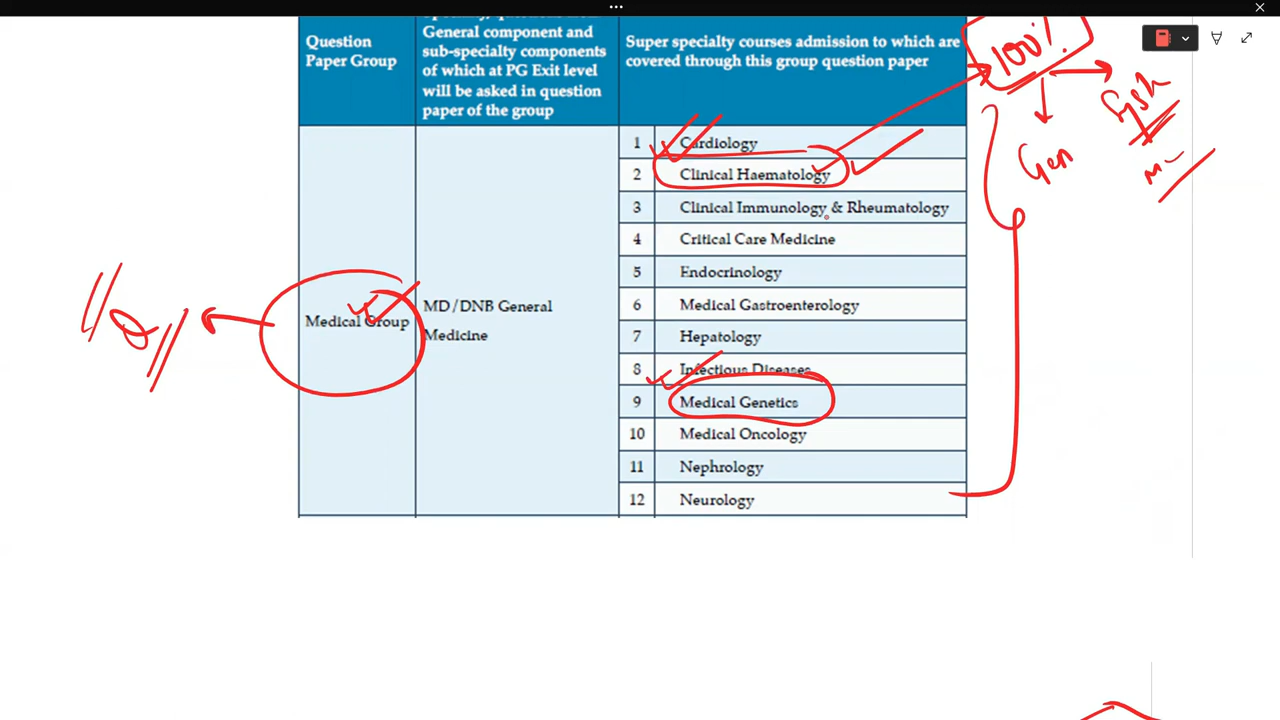 Question
Paper Group
General component and
sub-specialty components
of which at PG Exit level
will be asked in question
paper of the group
Super specialty courses admission to which are
covered through this group question paper
100%
Gen
Medical Group
MD/DNB General
Medicine
1 Cardiology
2 Clinical Haematology
3 Clinical Immunology & Rheumatology
4 Critical Care Medicine
5 Endocrinology
6 Medical Gastroenterology
7 Hepatology
8 Infectious Diseases
9 Medical Genetics
10 Medical Oncology
11 Nephrology
12 Neurology